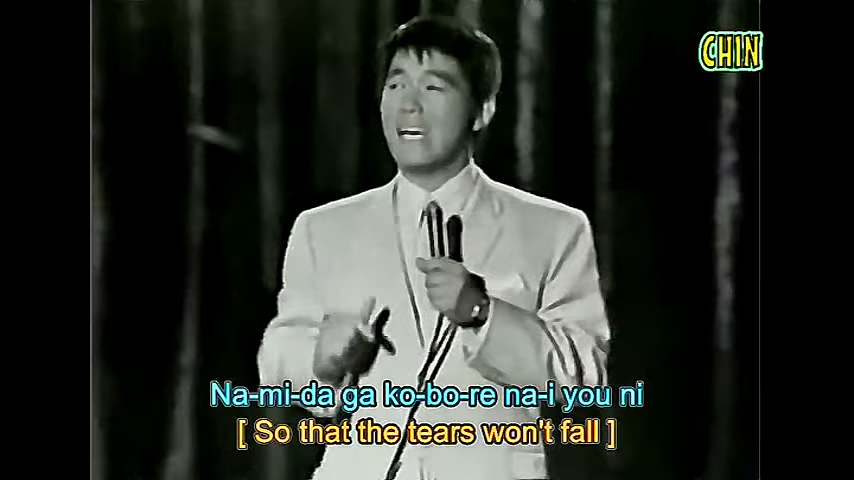 CHIN
Na-mi-da ga ko-bo-re na-i you ni
[ So that the tears won't fall ]